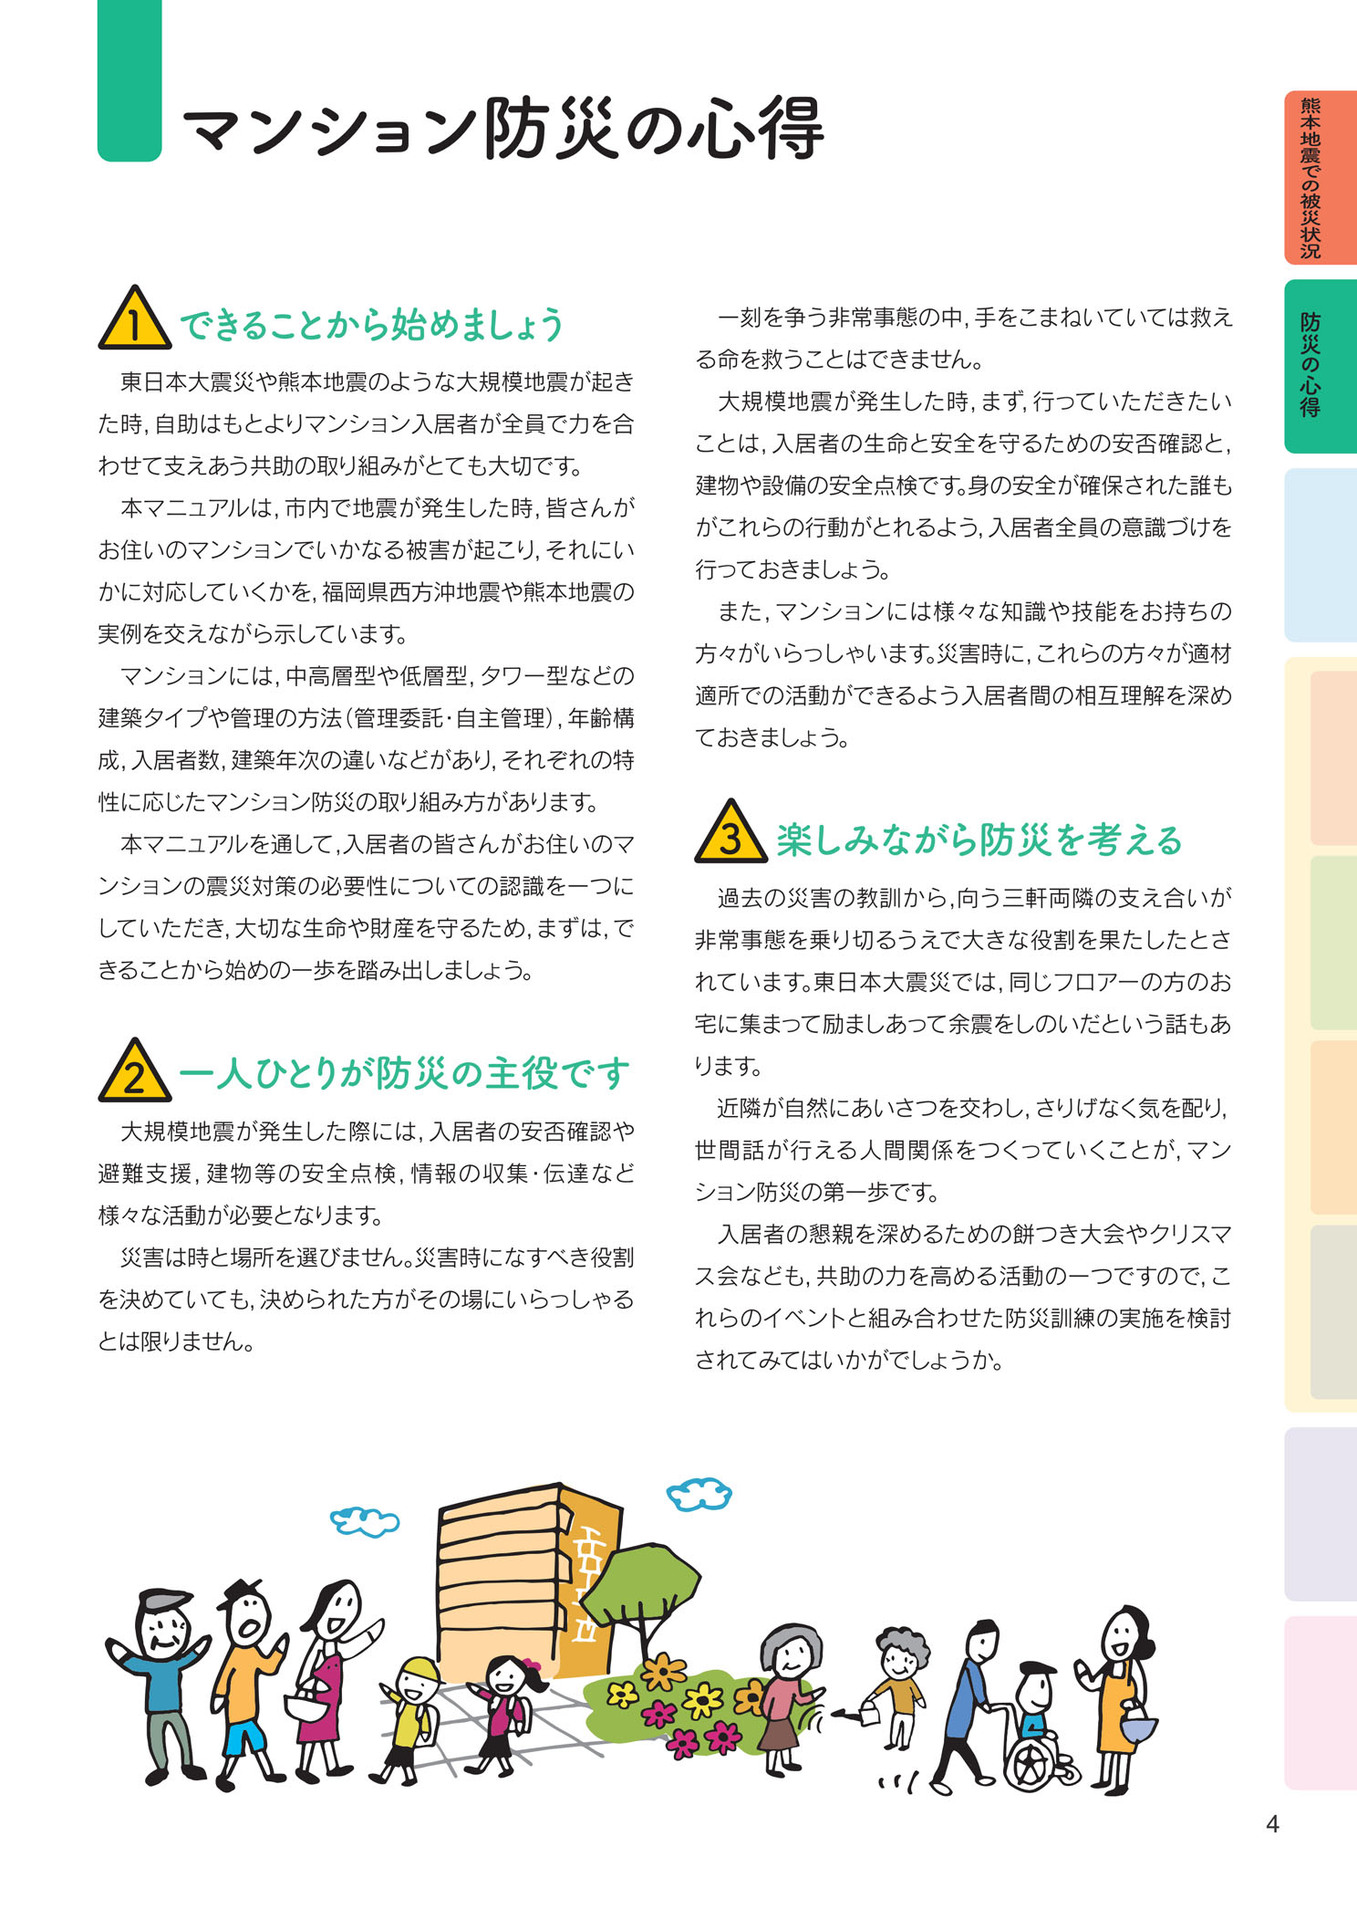 マンション防災の心得
1 できることから始めましょう
　東日本大震災や熊本地震のような大規模地震が起き
た時,自助はもとよりマンション入居者が全員で力を合
わせて支えあう共助の取り組みがとても大切です。
　本マニュアルは,市内で地震が発生した時,皆さんが
お住いのマンションでいかなる被害が起こり,それにい
かに対応していくかを,福岡県西方沖地震や熊本地震の
実例を交えながら示しています。
　マンションには,中高層型や低層型,タワー型などの
建築タイプや管理の方法(管理委託・自主管理),年齢構
成,入居者数,建築年次の違いなどがあり,それぞれの特
性に応じたマンション防災の取り組み方があります。
　本マニュアルを通して,入居者の皆さんがお住いのマ
ンションの震災対策の必要性についての認識を一つに
していただき,大切な生命や財産を守るため,まずは,で
きることから始めの一歩を踏み出しましょう。
2 一人ひとりが防災の主役です
　大規模地震が発生した際には,入居者の安否確認や
避難支援,建物等の安全点検,情報の収集・伝達など
様々な活動が必要となります。
　災害は時と場所を選びません。災害時になすべき役割
を決めていても,決められた方がその場にいらっしゃる
とは限りません。
　一刻を争う非常事態の中,手をこまねいていては救え
る命を救うことはできません。
　大規模地震が発生した時,まず,行っていただきたい
ことは,入居者の生命と安全を守るための安否確認と,
建物や設備の安全点検です。身の安全が確保された誰も
がこれらの行動がとれるよう,入居者全員の意識づけを
行っておきましょう。
　また,マンションには様々な知識や技能をお持ちの
方々がいらっしゃいます。災害時に,これらの方々が適材
適所での活動ができるよう入居者間の相互理解を深め
ておきましょう。
3 楽しみながら防災を考える
　過去の災害の教訓から,向う三軒両隣の支え合いが
非常事態を乗り切るうえで大きな役割を果たしたとさ
れています。東日本大震災では,同じフロアーの方のお
宅に集まって励ましあって余震をしのいだという話もあ
ります。
　近隣が自然にあいさつを交わし,さりげなく気を配り,
世間話が行える人間関係をつくっていくことが,マン
ション防災の第一歩です。
　入居者の懇親を深めるための餅つき大会やクリスマ
ス会なども,共助の力を高める活動の一つですので,こ
れらのイベントと組み合わせた防災訓練の実施を検討
されてみてはいかがでしょうか。
熊本地震での被災状況
防災の心得
4